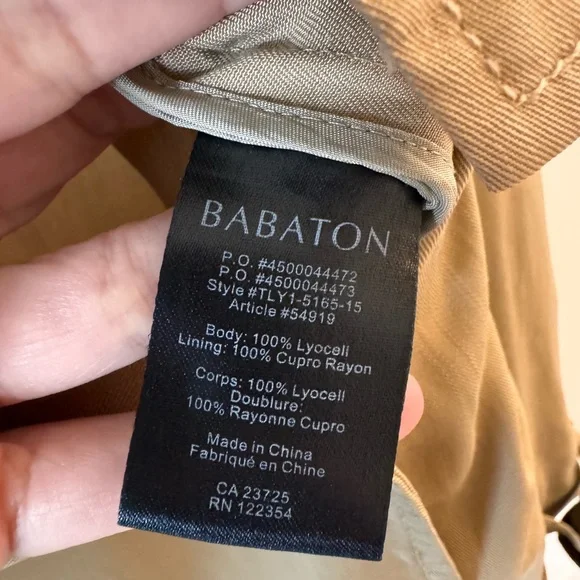 BABATON
P.O. #4500044472
P.O. #4500044473
Style #TLY1-5165-15
Article #54919
Body: 100% Lyocell
Lining: 100% Cupro Rayon
Corps: 100% Lyocell
Doublure:
100% Rayonne Cupro
Made in China
Fabriqué en Chine
CA 23725
RN 122354